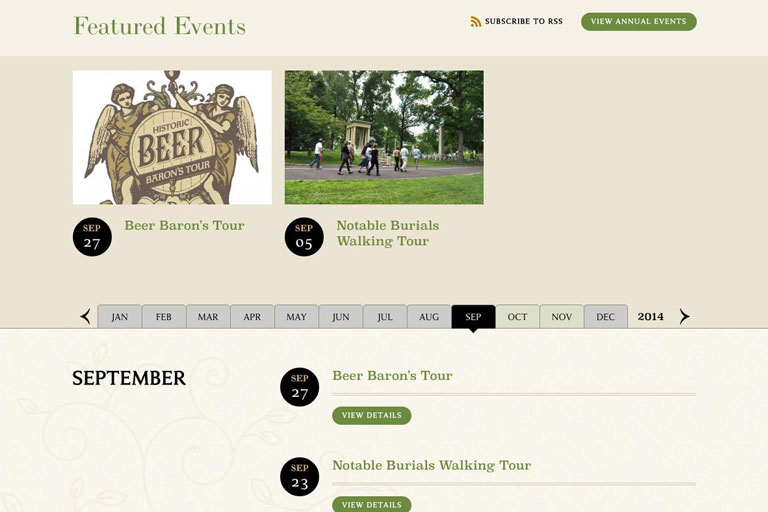 Featured Events
SUBSCRIBE TO RSS
VIEW ANNUAL EVENTS
HISTORIC
BEER
BARON'S TOUR
SEP
27
Beer Baron's Tour
SEP
05
Notable Burials
Walking Tour
JAN FEB MAR APR MAY JUN JUL AUG SEP OCT NOV DEC 2014
SEPTEMBER
SEP
27
Beer Baron's Tour
VIEW DETAILS
SEP
23
Notable Burials Walking Tour
VIEW DETAILS